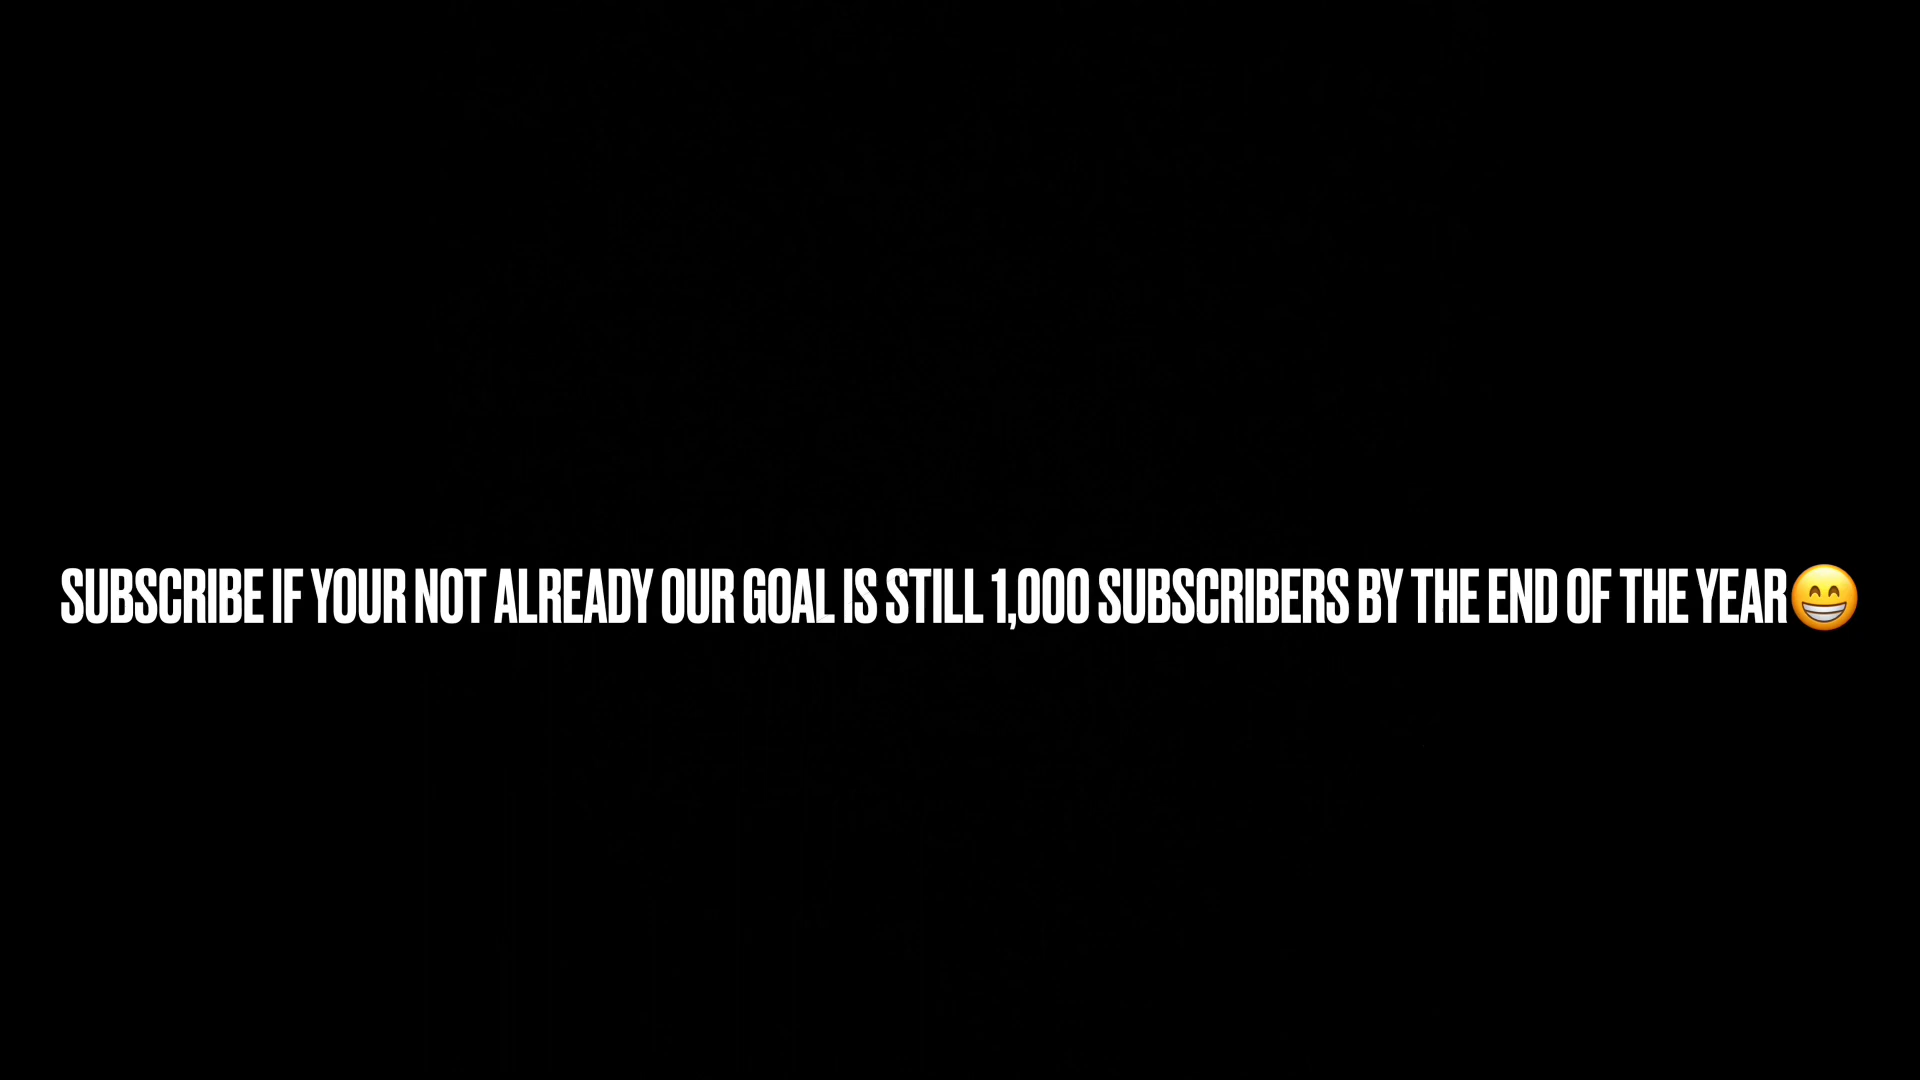 SUBSCRIBE IF YOUR NOT ALREADY OUR GOAL IS STILL 1,000 SUBSCRIBERS BY THE END OF THE YEAR😁